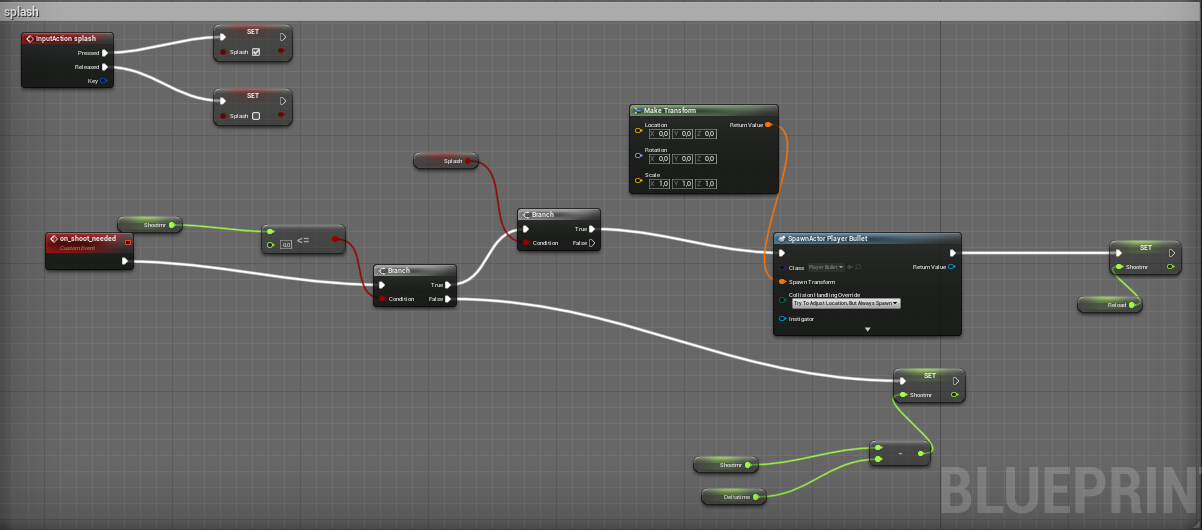 splash
InputAction splash
Pressed
Released
Key
SET
Splash
SET
Splash
Splash
Make Transform
Location
Return Value
X 0,0 Y 0,0 Z 0,0
Rotation
X 0,0 Y 0,0 Z 0,0
Scale
X 1,0 Y 1,0 Z 1,0
Shootmr
on_shoot_needed
Custom Event
0,0 <=
Branch
True
Condition False
Branch
True
Condition False
SpawnActor Player Bullet
Class Player Bullet
Return Value
Spawn Transform
Collision Handling Override
Try To Adjust Location, But Always Spawn
Instigator
SET
Shootmr
Reload
SET
Shootmr
Shootmr
-
Deltatime
BLUEPRIN